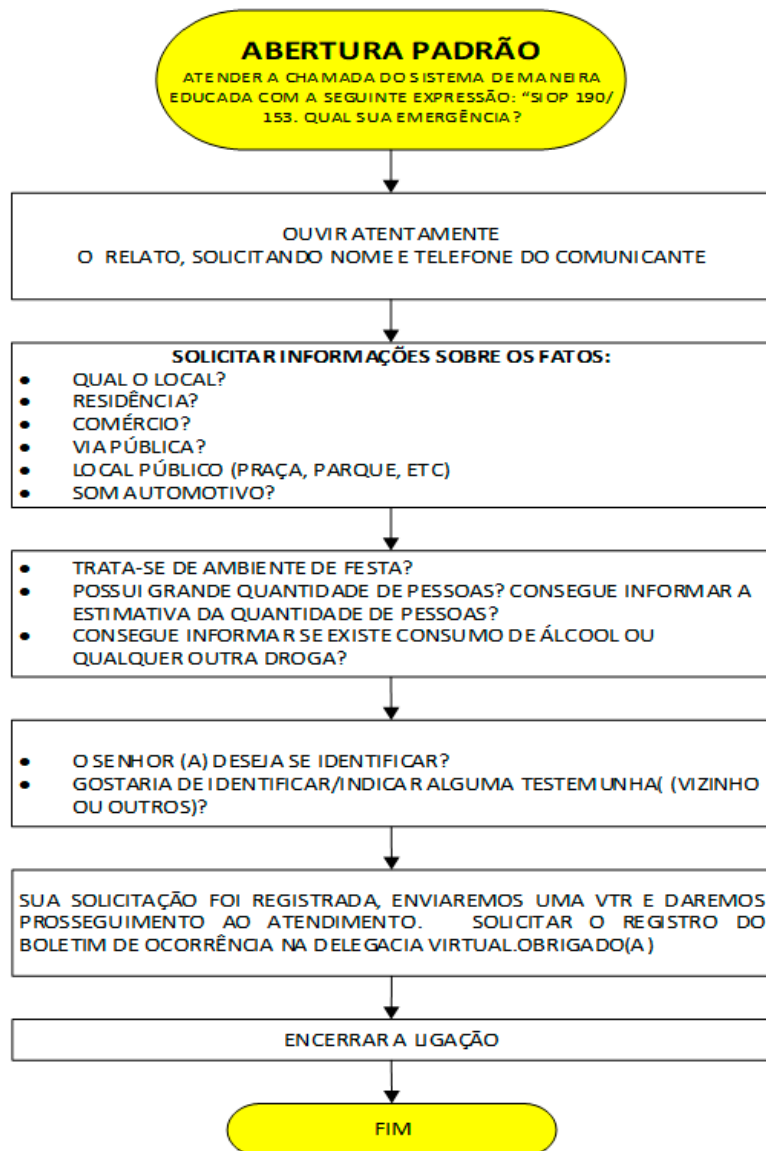 ABERTURA PADRÃO
ATENDER A CHAMADA DO SISTEMA DE MANEIRA
EDUCADA COM A SEGUINTE EXPRESSÃO: “SIOP 190/
153. QUAL SUA EMERGÊNCIA?
OUVIR ATENTAMENTE
O RELATO, SOLICITANDO NOME E TELEFONE DO COMUNICANTE
SOLICITAR INFORMAÇÕES SOBRE OS FATOS:
● QUAL O LOCAL?
● RESIDÊNCIA?
● COMÉRCIO?
● VIA PÚBLICA?
● LOCAL PÚBLICO (PRAÇA, PARQUE, ETC)
● SOM AUTOMOTIVO?
● TRATA-SE DE AMBIENTE DE FESTA?
● POSSUI GRANDE QUANTIDADE DE PESSOAS? CONSEGUE INFORMAR A
ESTIMATIVA DA QUANTIDADE DE PESSOAS?
● CONSEGUE INFORMAR SE EXISTE CONSUMO DE ÁLCOOL OU
QUALQUER OUTRA DROGA?
● O SENHOR (A) DESEJA SE IDENTIFICAR?
● GOSTARIA DE IDENTIFICAR/INDICAR ALGUMA TESTEMUNHA( (VIZINHO
OU OUTROS)?
SUA SOLICITAÇÃO FOI REGISTRADA, ENVIAREMOS UMA VTR E DAREMOS
PROSSEGUIMENTO AO ATENDIMENTO. SOLICITAR O REGISTRO DO
BOLETIM DE OCORRÊNCIA NA DELEGACIA VIRTUAL.OBRIGADO(A)
ENCERRAR A LIGAÇÃO
FIM